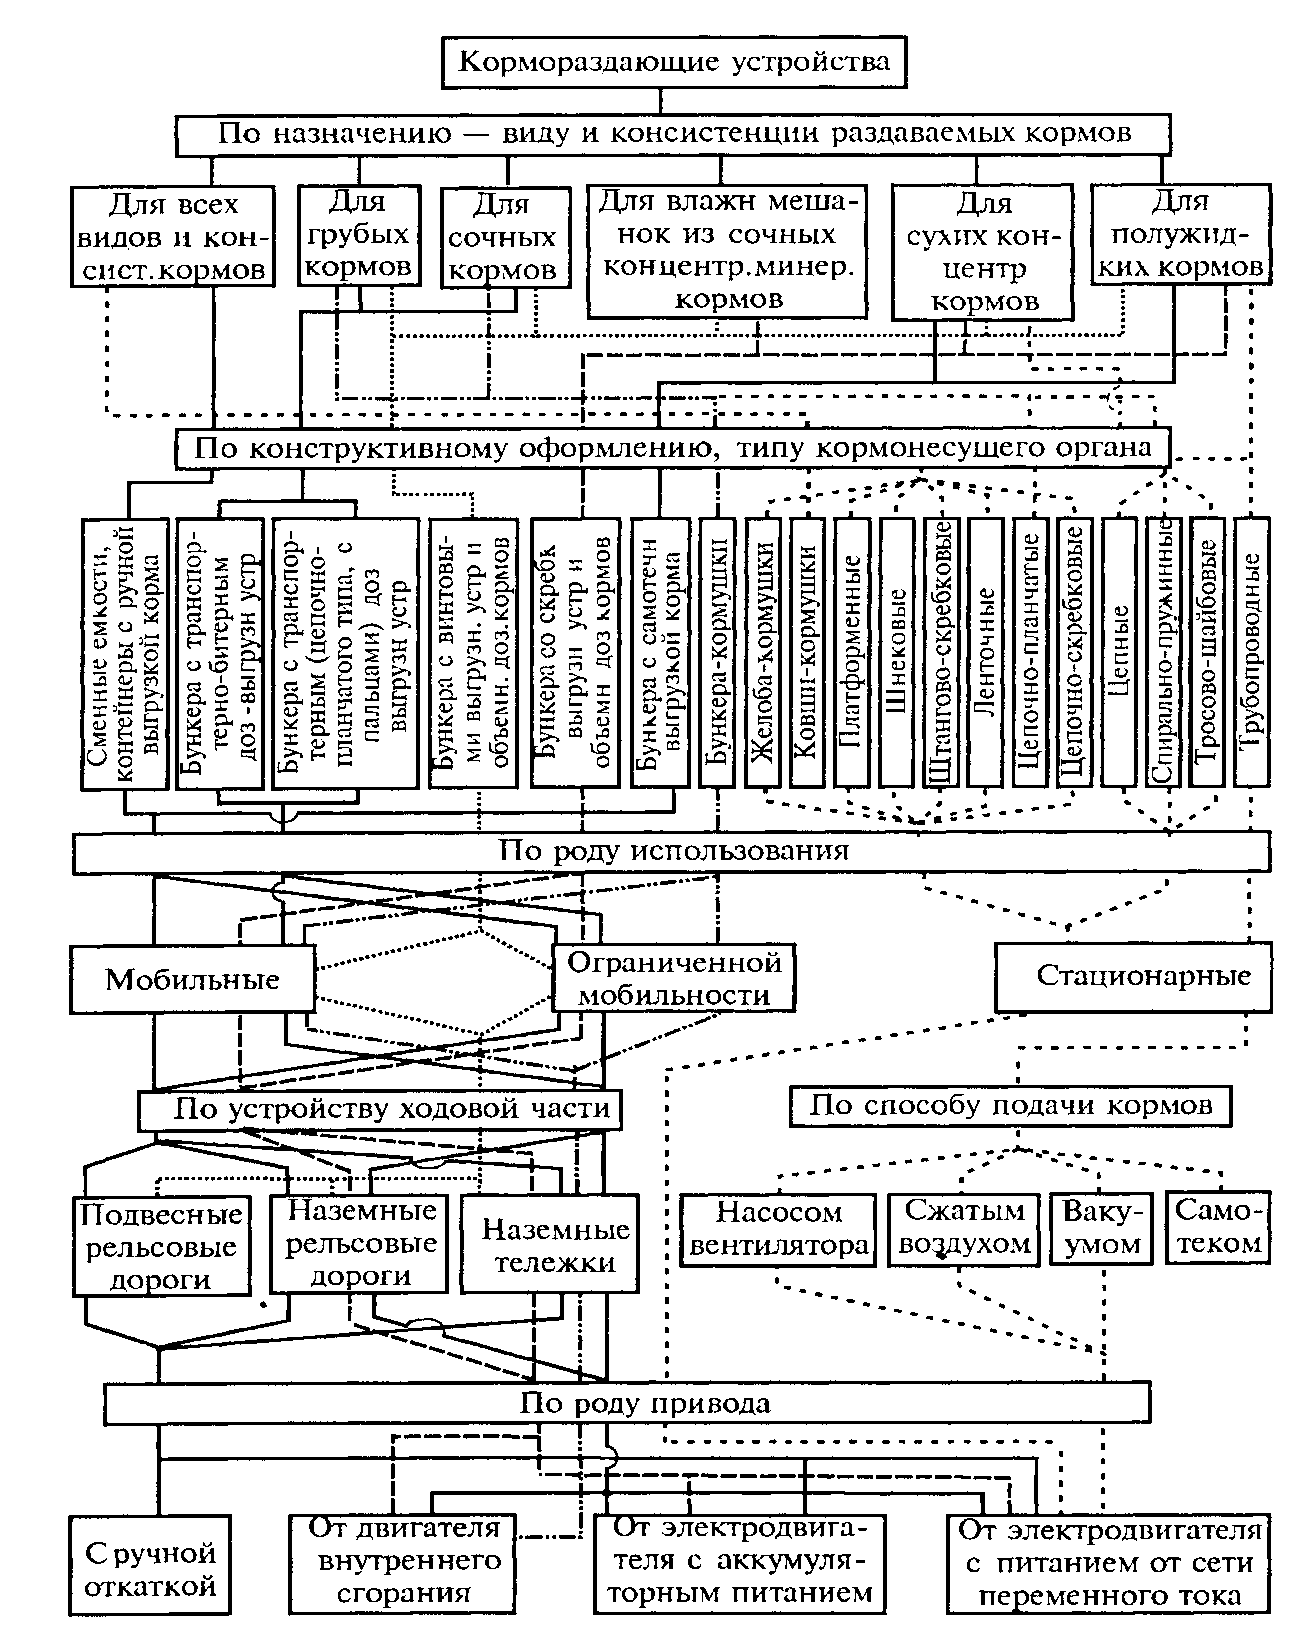 Кормораздающие устройства
По назначению — виду и консистенции раздаваемых кормов
Для всех
видов и кон-
сист.кормов
Для
грубых
кормов
Для
сочных
кормов
Для влажн меша-
нок из сочных
концентр.минер.
кормов
Для
сухих кон-
центр
кормов
Для
полужид-
ких кормов
По конструктивному оформлению, типу кормонесущего органа
Сменные емкости,
контейнеры с ручной
выгрузкой корма
Бункера с транспор-
терно-битерным
доз -выгрузн устр
Бункера с транспор-
терным (цепочно-
планчатого типа, с
пальцами) доз
выгрузн устр
Бункера с винтовы-
ми выгрузн. устр и
объемн. доз.кормов
Бункера со скребк
выгрузн устр и
объемн доз кормов
Бункера с самотечн
выгрузкой корма
Бункера-кормушки
Желоба-кормушки
Ковши-кормушки
Платформенные
Шнековые
Штангово-скребковые
Ленточные
Цепочно-планчатые
Цепочно-скребковые
Цепные
Спирально-пружинные
Тросово-шайбовые
Трубопроводные
По роду использования
Мобильные
Ограниченной
мобильности
Стационарные
По устройству ходовой части
По способу подачи кормов
Подвесные
рельсовые
дороги
Наземные
рельсовые
дороги
Наземные
тележки
Насосом
вентилятора
Сжатым
воздухом
Ваку-
умом
Само-
теком
По роду привода
С ручной
откаткой
От двигателя
внутреннего
сгорания
От электродвига-
теля с аккумуля-
торным питанием
От электродвигателя
с питанием от сети
переменного тока